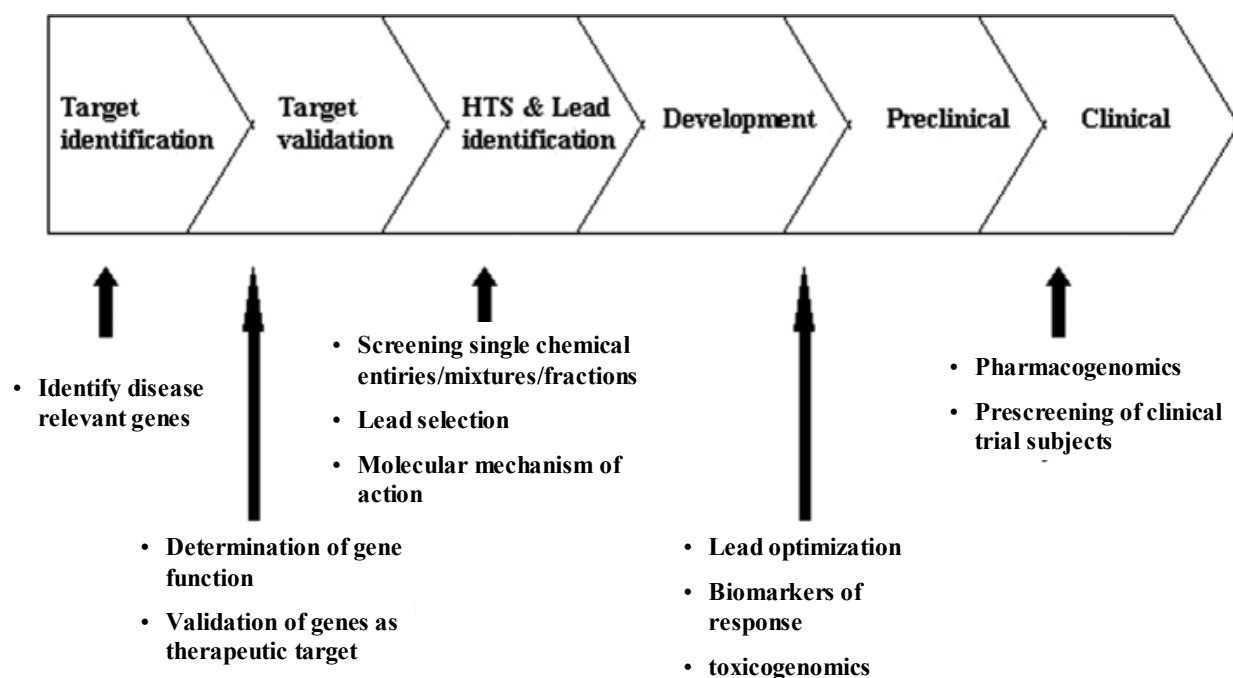 Target
identification
Target
validation
HTS & Lead
identification
Development
Preclinical
Clinical
• Identify disease
relevant genes
• Determination of gene
function
• Validation of genes as
therapeutic target
• Screening single chemical
entiries/mixtures/fractions
• Lead selection
• Molecular mechanism of
action
• Lead optimization
• Biomarkers of
response
• toxicogenomics
• Pharmacogenomics
• Prescreening of clinical
trial subjects